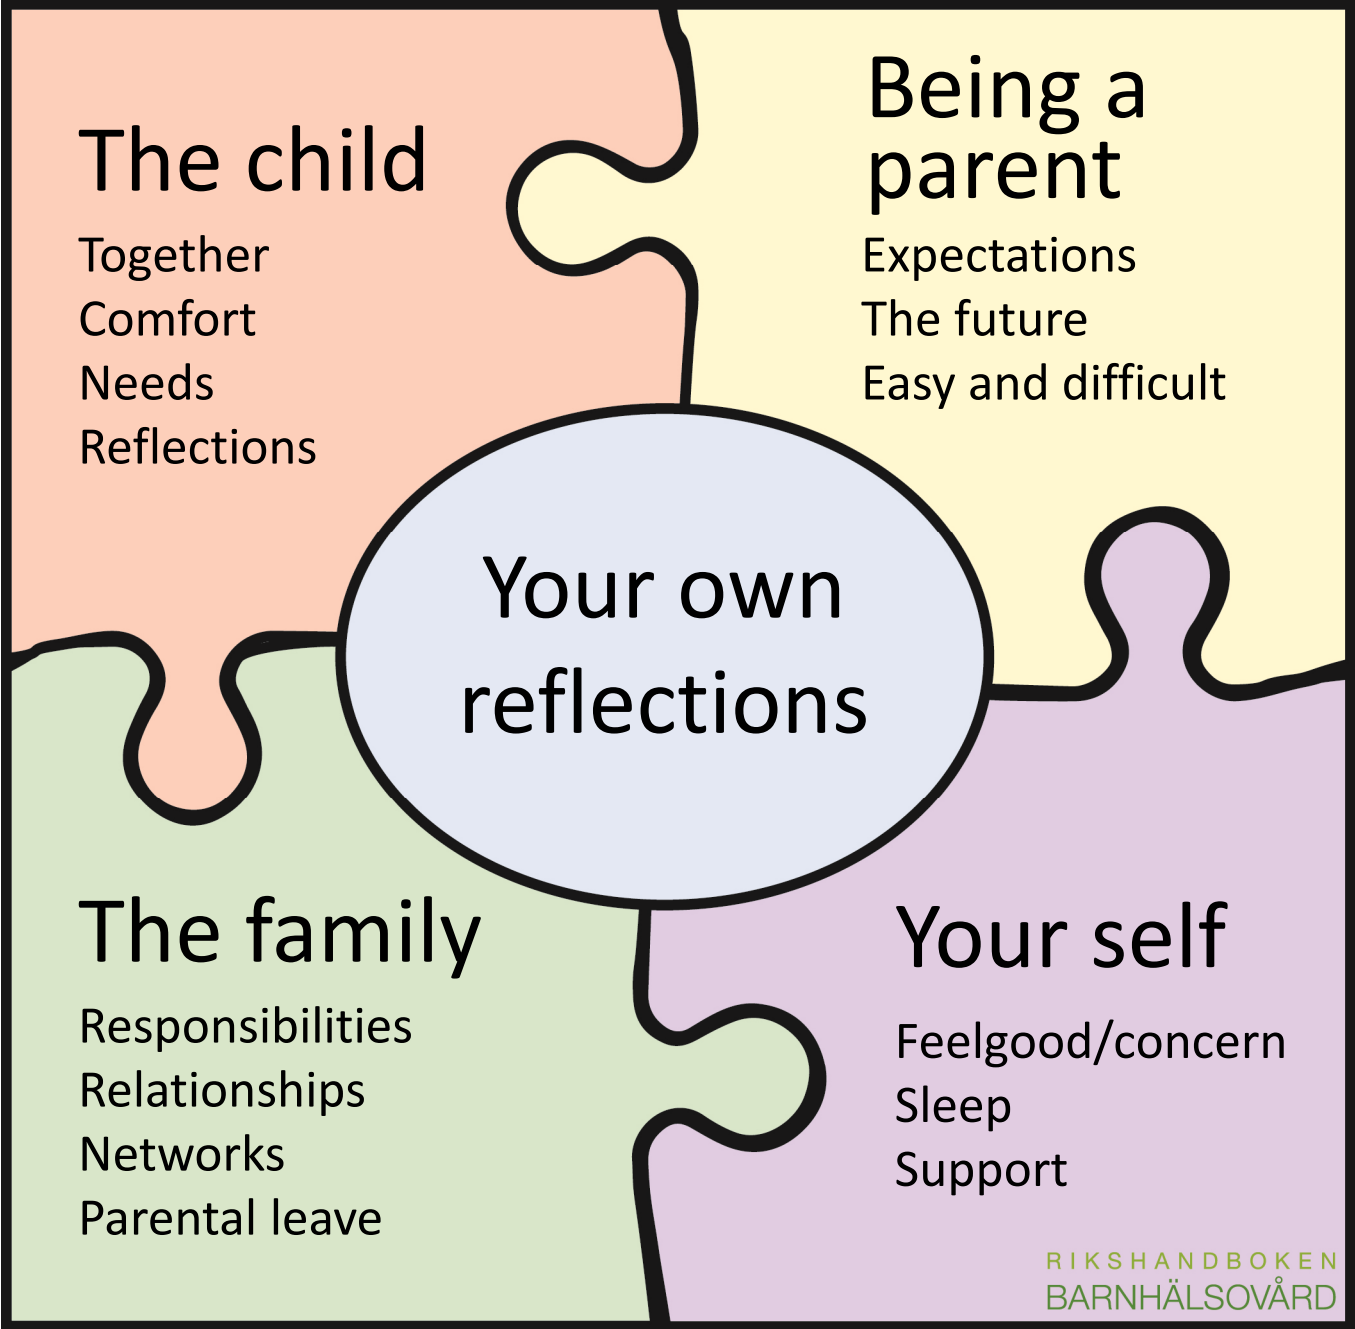 The child
Together
Comfort
Needs
Reflections
Being a
parent
Expectations
The future
Easy and difficult
Your own
reflections
The family
Responsibilities
Relationships
Networks
Parental leave
Your self
Feelgood/concern
Sleep
Support
RIKSHANDBOKEN
BARNHÄLSOVÅRD